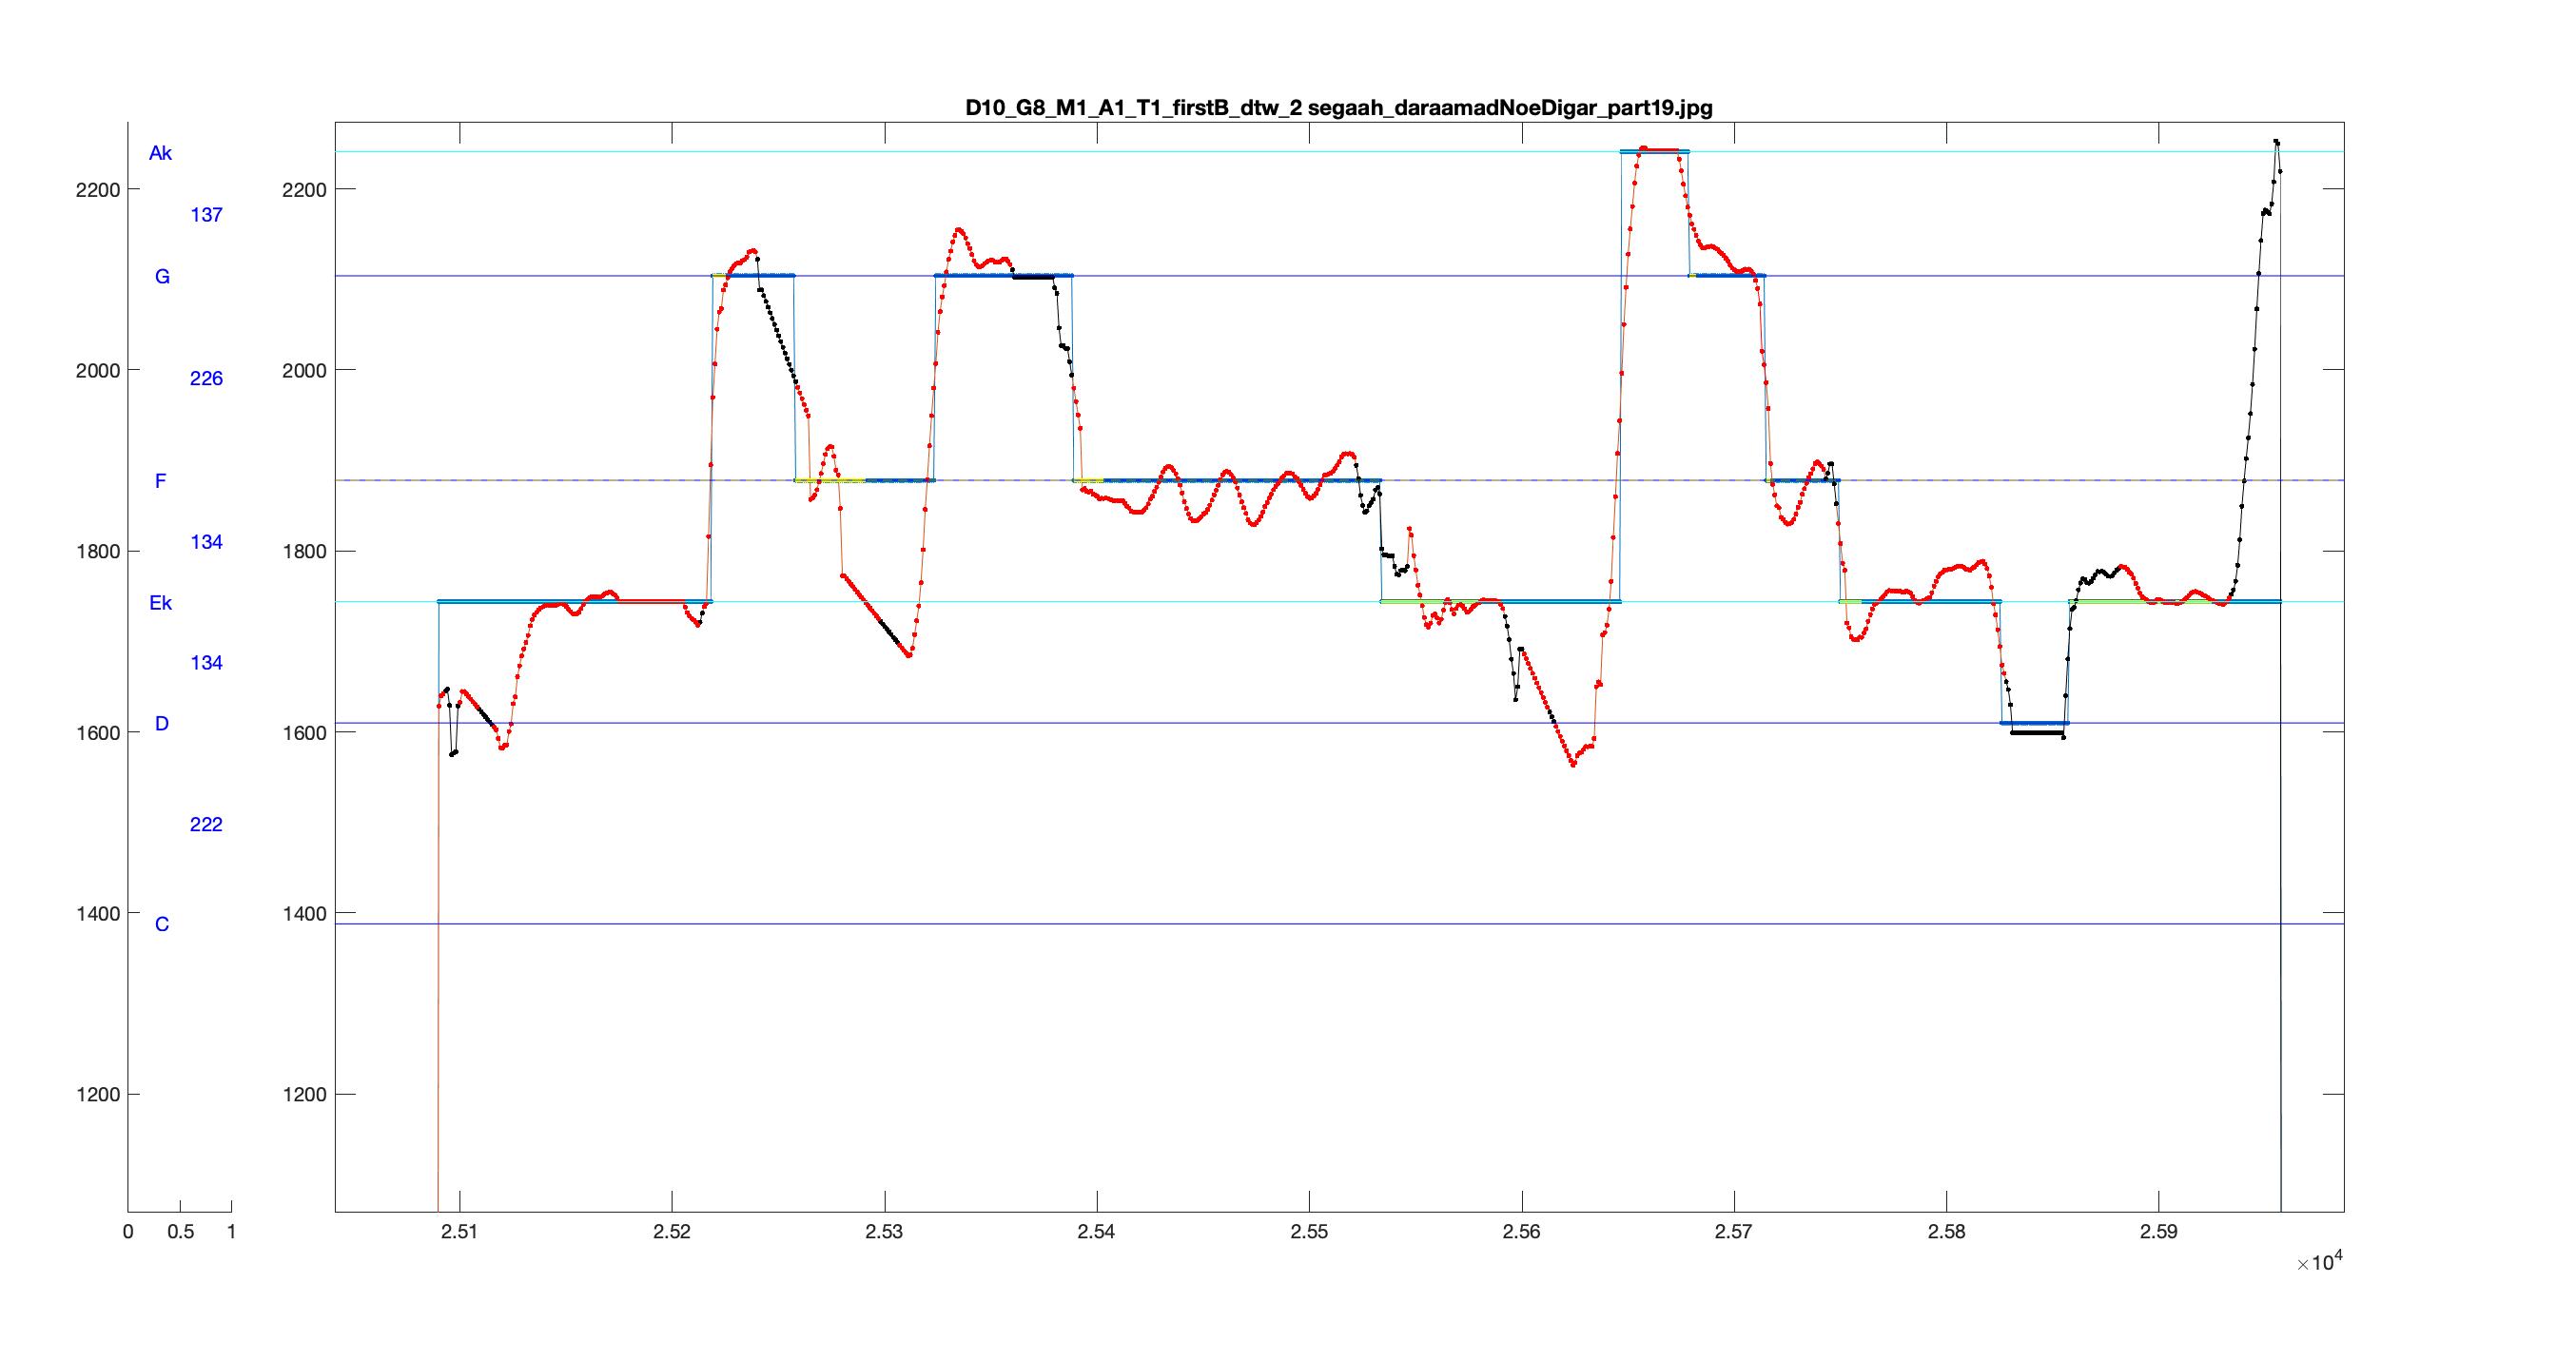 D10_G8_M1_A1_T1_firstB_dtw_2 segaah_daraamadNoeDigar_part19.jpg
Ak
2200 2200
137
G
226
2000 2000
F
134
1800 1800
Ek
134
D
1600 1600
222
1400 C 1400
1200 1200
0 0.5 1 2.51 2.52 2.53 2.54 2.55 2.56 2.57 2.58 2.59
×10^4